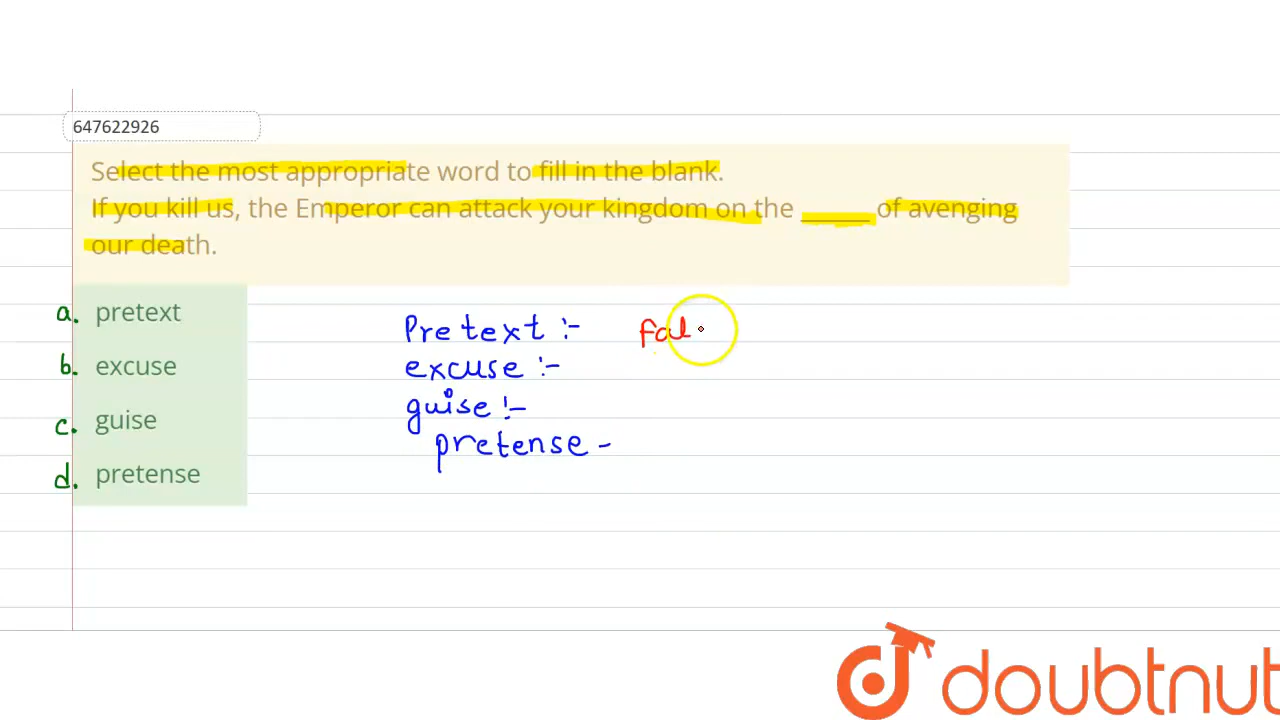 647622926
Select the most appropriate word to fill in the blank.
If you kill us, the Emperor can attack your kingdom on the _____ of avenging
our death.
a. pretext
b. excuse
c. guise
d. pretense
Pretext :- fal
excuse :-
guise :-
pretense -
doubtnut